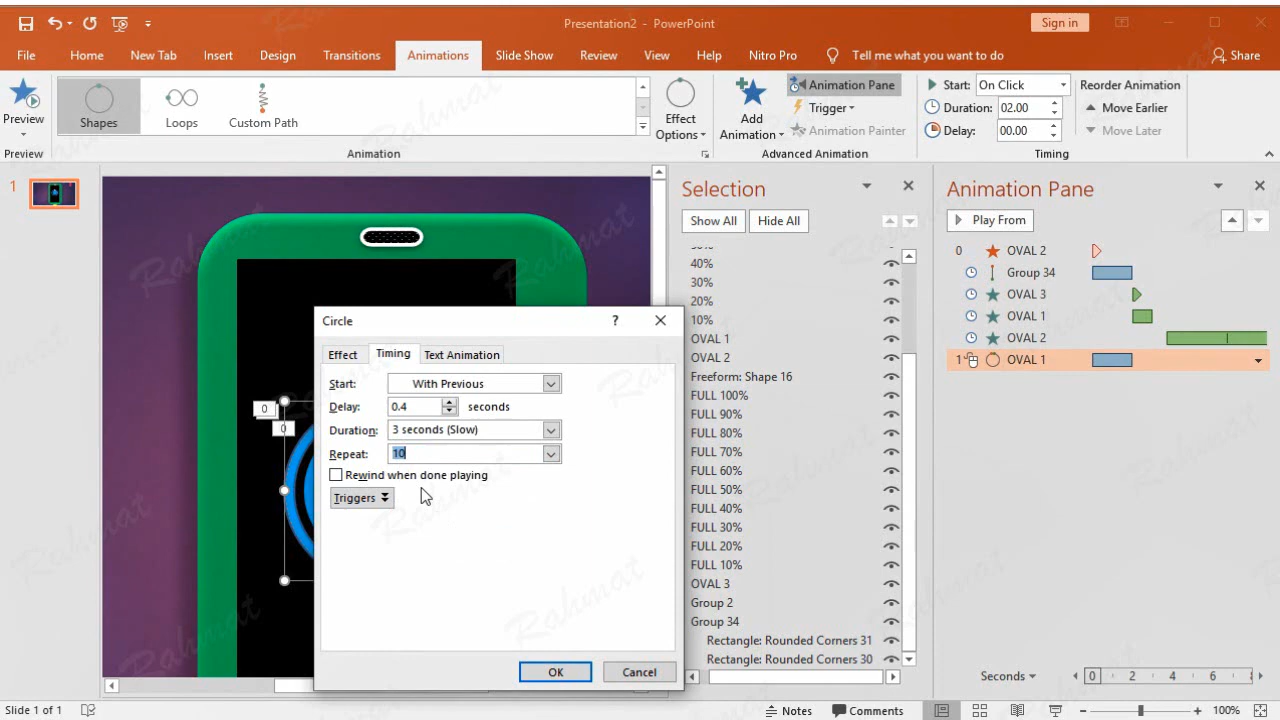 Presentation2 - PowerPoint
Sign in
File Home New Tab Insert Design Transitions Animations Slide Show Review View Help Nitro Pro Tell me what you want to do Share
Preview
Shapes
Loops
Custom Path
Effect Options
Add Animation
Animation Pane
Trigger
Animation Painter
Start: On Click
Duration: 02.00
Delay: 00.00
Reorder Animation
Move Earlier
Move Later
Preview
Animation
Advanced Animation
Timing
1
Selection
Show All Hide All
40%
30%
20%
10%
OVAL 1
OVAL 2
Freeform: Shape 16
FULL 100%
FULL 90%
FULL 80%
FULL 70%
FULL 60%
FULL 50%
FULL 40%
FULL 30%
FULL 20%
FULL 10%
OVAL 3
Group 2
Group 34
Rectangle: Rounded Corners 31
Rectangle: Rounded Corners 30
Animation Pane
Play From
0 OVAL 2
Group 34
OVAL 3
OVAL 1
OVAL 2
1 OVAL 1
Seconds 0 2 4 6
0
0
Circle ?
Effect Timing Text Animation
Start: With Previous
Delay: 0.4 seconds
Duration: 3 seconds (Slow)
Repeat: 10
Rewind when done playing
Triggers
OK Cancel
Slide 1 of 1
Notes Comments 100%
Rahmat